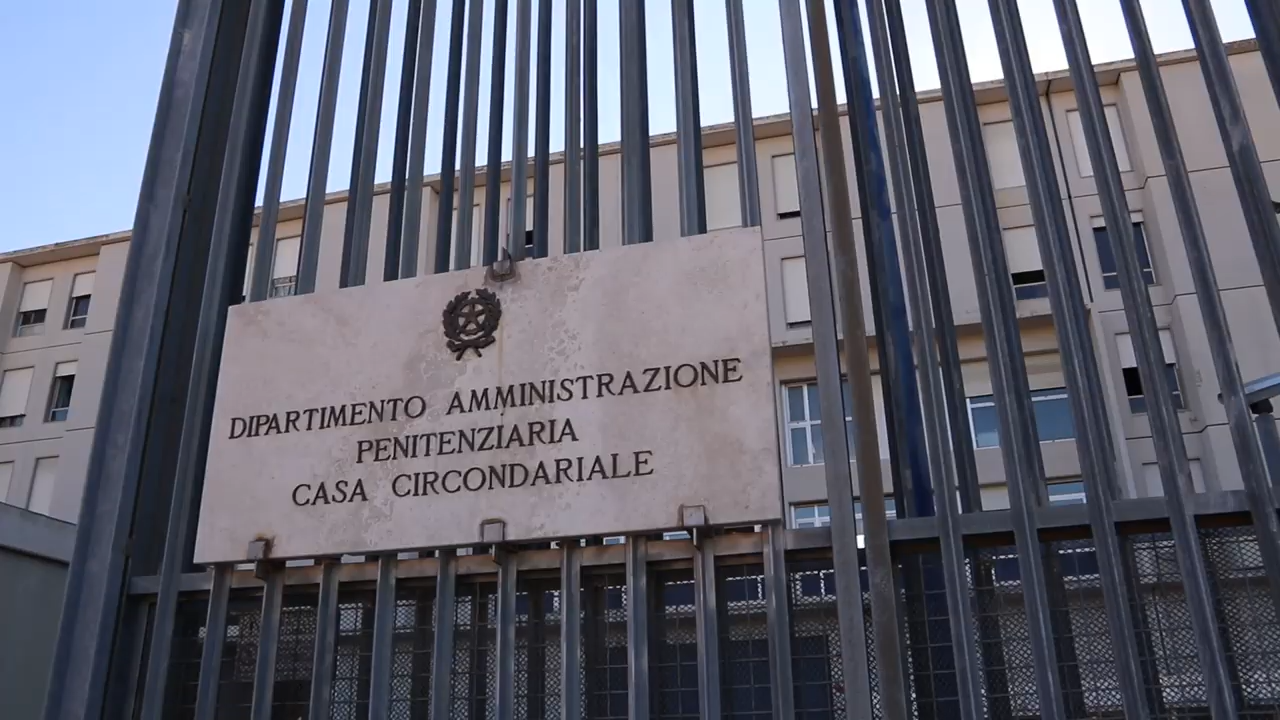 DIPARTIMENTO AMMINISTRAZIONE
PENITENZIARIA
CASA CIRCONDARIALE